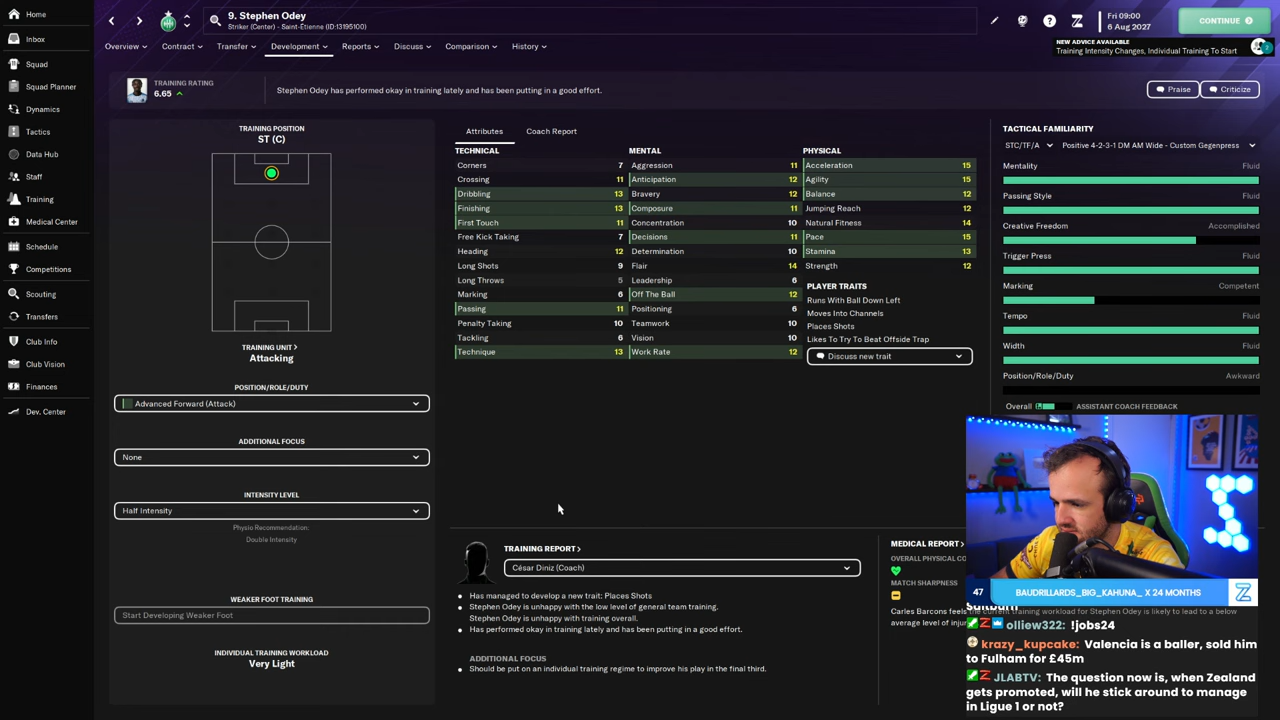 Home
Inbox
Squad
Squad Planner
Dynamics
Tactics
Data Hub
Staff
Training
Medical Center
Schedule
Competitions
Scouting
Transfers
Club Info
Club Vision
Finances
Dev. Center
9. Stephen Odey
Striker (Center) - Saint-Étienne (ID:13195100)
Fri 09:00
6 Aug 2027
CONTINUE
Overview
Contract
Transfer
Development
Reports
Discuss
Comparison
History
NEW ADVICE AVAILABLE
Training Intensity Changes, Individual Training To Start
2
TRAINING RATING
6.65
Stephen Odey has performed okay in training lately and has been putting in a good effort.
Praise
Criticize
TRAINING POSITION
ST (C)
TRAINING UNIT
Attacking
POSITION/ROLE/DUTY
Advanced Forward (Attack)
ADDITIONAL FOCUS
None
INTENSITY LEVEL
Half Intensity
Physio Recommendation:
Double Intensity
WEAKER FOOT TRAINING
Start Developing Weaker Foot
INDIVIDUAL TRAINING WORKLOAD
Very Light
Attributes
Coach Report
TECHNICAL
Corners 7
Crossing 11
Dribbling 13
Finishing 13
First Touch 11
Free Kick Taking 7
Heading 12
Long Shots 9
Long Throws 5
Marking 6
Passing 11
Penalty Taking 10
Tackling 6
Technique 13
MENTAL
Aggression 11
Anticipation 12
Bravery 12
Composure 11
Concentration 10
Decisions 11
Determination 10
Flair 14
Leadership 6
Off The Ball 12
Positioning 6
Teamwork 10
Vision 10
Work Rate 12
PHYSICAL
Acceleration 15
Agility 15
Balance 12
Jumping Reach 12
Natural Fitness 14
Pace 15
Stamina 13
Strength 12
PLAYER TRAITS
Runs With Ball Down Left
Moves Into Channels
Places Shots
Likes To Try To Beat Offside Trap
Discuss new trait
TRAINING REPORT
César Diniz (Coach)
Has managed to develop a new trait: Places Shots
Stephen Odey is unhappy with the low level of general team training.
Stephen Odey is unhappy with training overall.
Has performed okay in training lately and has been putting in a good effort.
ADDITIONAL FOCUS
Should be put on an individual training regime to improve his play in the final third.
MEDICAL REPORT
OVERALL PHYSICAL CO
MATCH SHARPNESS
Carles Barcons fe
average level of injur
TACTICAL FAMILIARITY
STC/TF/A
Positive 4-2-3-1 DM AM Wide - Custom Gegenpress
Mentality Fluid
Passing Style Fluid
Creative Freedom Accomplished
Trigger Press Fluid
Marking Competent
Tempo Fluid
Width Fluid
Position/Role/Duty Awkward
Overall
ASSISTANT COACH FEEDBACK
47
BAUDRILLARDS_BIG_KAHUNA_ X 24 MONTHS
olliew322: !jobs24
krazy_kupcake: Valencia is a baller, sold him
to Fulham for £45m
JLABTV: The question now is, when Zealand
gets promoted, will he stick around to manage
in Ligue 1 or not?